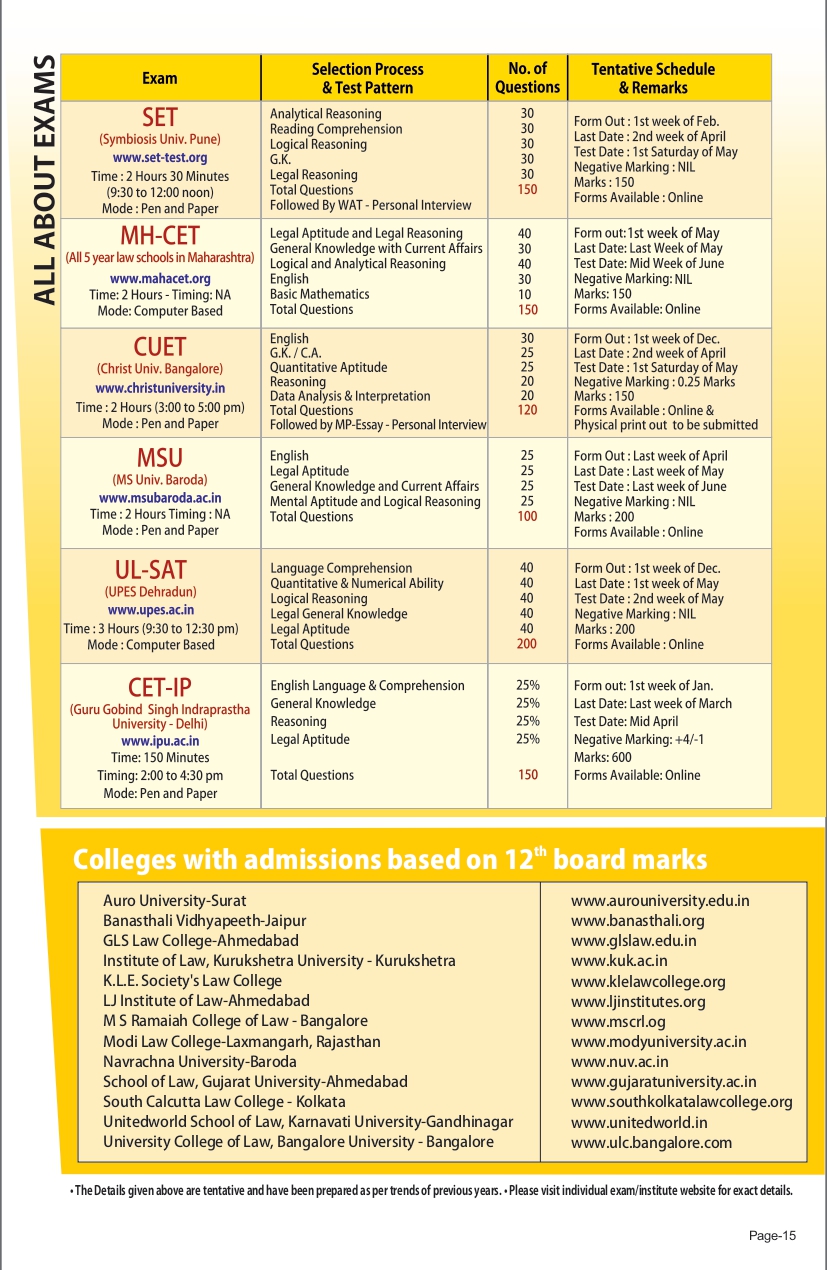 ALL ABOUT EXAMS
Exam
Selection Process
& Test Pattern
No. of
Questions
Tentative Schedule
& Remarks
SET
(Symbiosis Univ. Pune)
www.set-test.org
Time : 2 Hours 30 Minutes
(9:30 to 12:00 noon)
Mode : Pen and Paper
Analytical Reasoning 30
Reading Comprehension 30
Logical Reasoning 30
G.K. 30
Legal Reasoning 30
Total Questions 150
Followed By WAT - Personal Interview
Form Out : 1st week of Feb.
Last Date : 2nd week of April
Test Date : 1st Saturday of May
Negative Marking : NIL
Marks : 150
Forms Available : Online
MH-CET
(All 5 year law schools in Maharashtra)
www.mahacet.org
Time: 2 Hours - Timing: NA
Mode: Computer Based
Legal Aptitude and Legal Reasoning 40
General Knowledge with Current Affairs 30
Logical and Analytical Reasoning 40
English 30
Basic Mathematics 10
Total Questions 150
Form out: 1st week of May
Last Date: Last Week of May
Test Date: Mid Week of June
Negative Marking: NIL
Marks: 150
Forms Available: Online
CUET
(Christ Univ. Bangalore)
www.christuniversity.in
Time : 2 Hours (3:00 to 5:00 pm)
Mode : Pen and Paper
English 30
G.K. / C.A. 25
Quantitative Aptitude 25
Reasoning 20
Data Analysis & Interpretation 20
Total Questions 120
Followed by MP-Essay - Personal Interview
Form Out : 1st week of Dec.
Last Date : 2nd week of April
Test Date : 1st Saturday of May
Negative Marking : 0.25 Marks
Marks : 150
Forms Available : Online &
Physical print out to be submitted
MSU
(MS Univ. Baroda)
www.msubaroda.ac.in
Time : 2 Hours Timing : NA
Mode : Pen and Paper
English 25
Legal Aptitude 25
General Knowledge and Current Affairs 25
Mental Aptitude and Logical Reasoning 25
Total Questions 100
Form Out : Last week of April
Last Date : Last week of May
Test Date : Last week of June
Negative Marking : NIL
Marks : 200
Forms Available : Online
UL-SAT
(UPES Dehradun)
www.upes.ac.in
Time : 3 Hours (9:30 to 12:30 pm)
Mode : Computer Based
Language Comprehension 40
Quantitative & Numerical Ability 40
Logical Reasoning 40
Legal General Knowledge 40
Legal Aptitude 40
Total Questions 200
Form Out : 1st week of Dec.
Last Date : 1st week of May
Test Date : 2nd week of May
Negative Marking : NIL
Marks : 200
Forms Available : Online
CET-IP
(Guru Gobind Singh Indraprastha
University - Delhi)
www.ipu.ac.in
Time: 150 Minutes
Timing: 2:00 to 4:30 pm
Mode: Pen and Paper
English Language & Comprehension 25%
General Knowledge 25%
Reasoning 25%
Legal Aptitude 25%
Total Questions 150
Form out: 1st week of Jan.
Last Date: Last week of March
Test Date: Mid April
Negative Marking: +4/-1
Marks: 600
Forms Available: Online
Colleges with admissions based on 12th board marks
Auro University-Surat www.aurouniversity.edu.in
Banasthali Vidhyapeeth-Jaipur www.banasthali.org
GLS Law College-Ahmedabad www.glslaw.edu.in
Institute of Law, Kurukshetra University - Kurukshetra www.kuk.ac.in
K.L.E. Society's Law College www.klelawcollege.org
LJ Institute of Law-Ahmedabad www.ljinstitutes.org
M S Ramaiah College of Law - Bangalore www.mscrl.og
Modi Law College-Laxmangarh, Rajasthan www.modyuniversity.ac.in
Navrachna University-Baroda www.nuv.ac.in
School of Law, Gujarat University-Ahmedabad www.gujaratuniversity.ac.in
South Calcutta Law College - Kolkata www.southkolkatalawcollege.org
Unitedworld School of Law, Karnavati University-Gandhinagar www.unitedworld.in
University College of Law, Bangalore University - Bangalore www.ulc.bangalore.com
• The Details given above are tentative and have been prepared as per trends of previous years. • Please visit individual exam/institute website for exact details.
Page-15